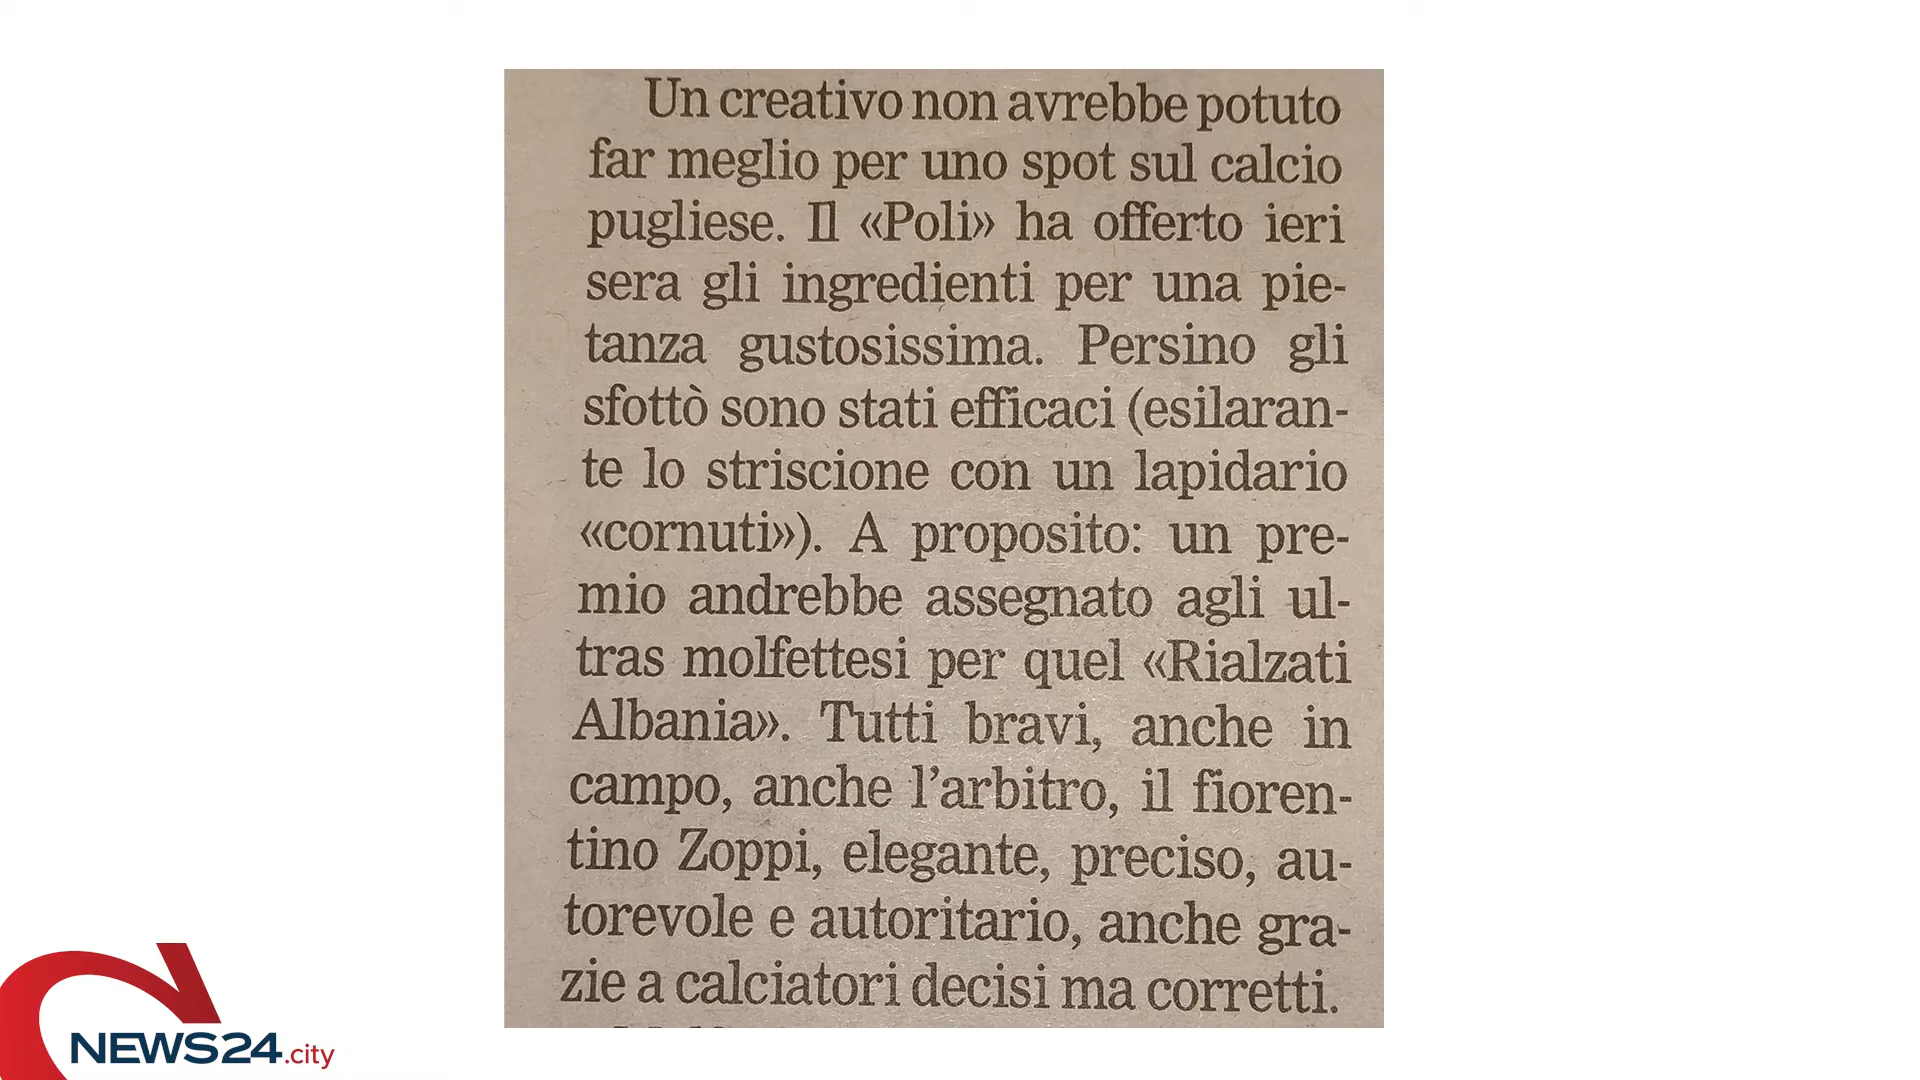 Un creativo non avrebbe potuto
far meglio per uno spot sul calcio
pugliese. Il «Poli» ha offerto ieri
sera gli ingredienti per una pie-
tanza gustosissima. Persino gli
sfottò sono stati efficaci (esilaran-
te lo striscione con un lapidario
«cornuti»). A proposito: un pre-
mio andrebbe assegnato agli ul-
tras molfettesi per quel «Rialzati
Albania». Tutti bravi, anche in
campo, anche l’arbitro, il fioren-
tino Zoppi, elegante, preciso, au-
torevole e autoritario, anche gra-
zie a calciatori decisi ma corretti.
NEWS24.city